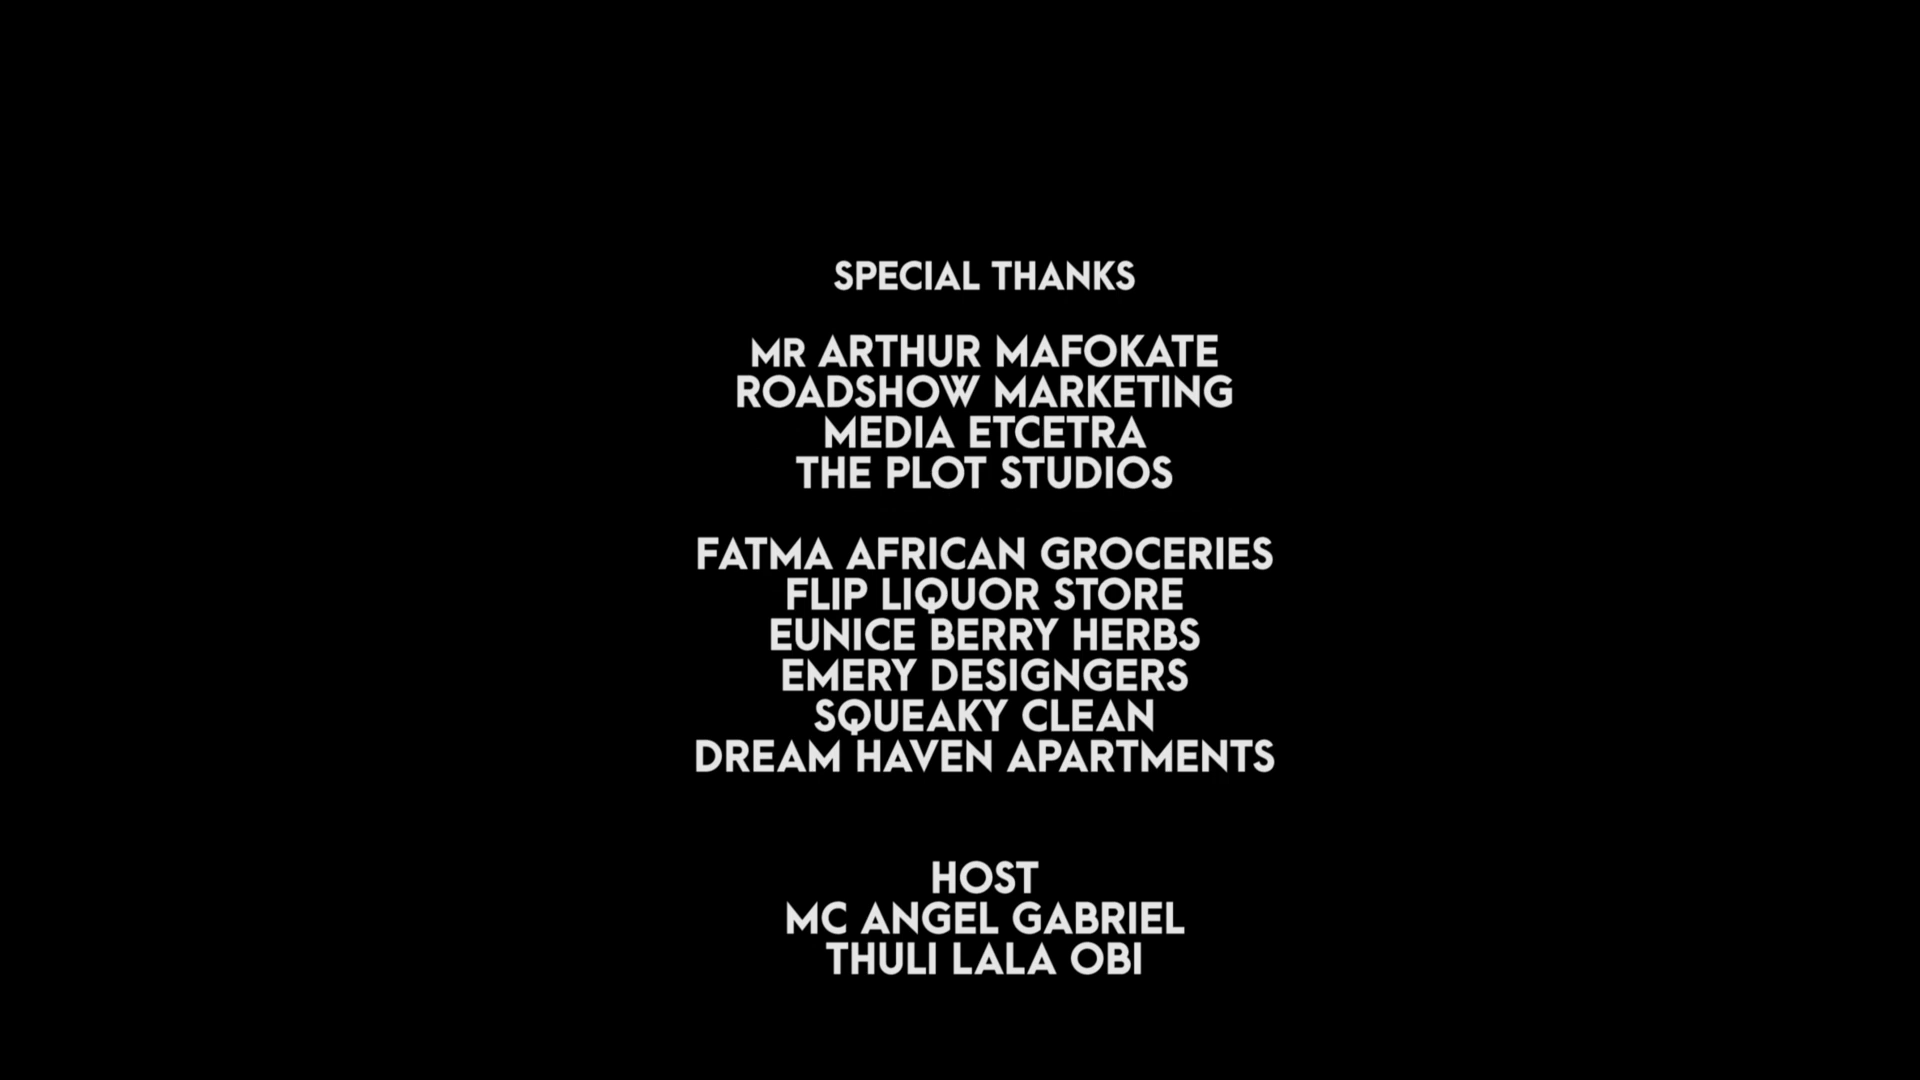 SPECIAL THANKS
MR ARTHUR MAFOKATE
ROADSHOW MARKETING
MEDIA ETCETRA
THE PLOT STUDIOS
FATMA AFRICAN GROCERIES
FLIP LIQUOR STORE
EUNICE BERRY HERBS
EMERY DESIGNGERS
SQUEAKY CLEAN
DREAM HAVEN APARTMENTS
HOST
MC ANGEL GABRIEL
THULI LALA OBI